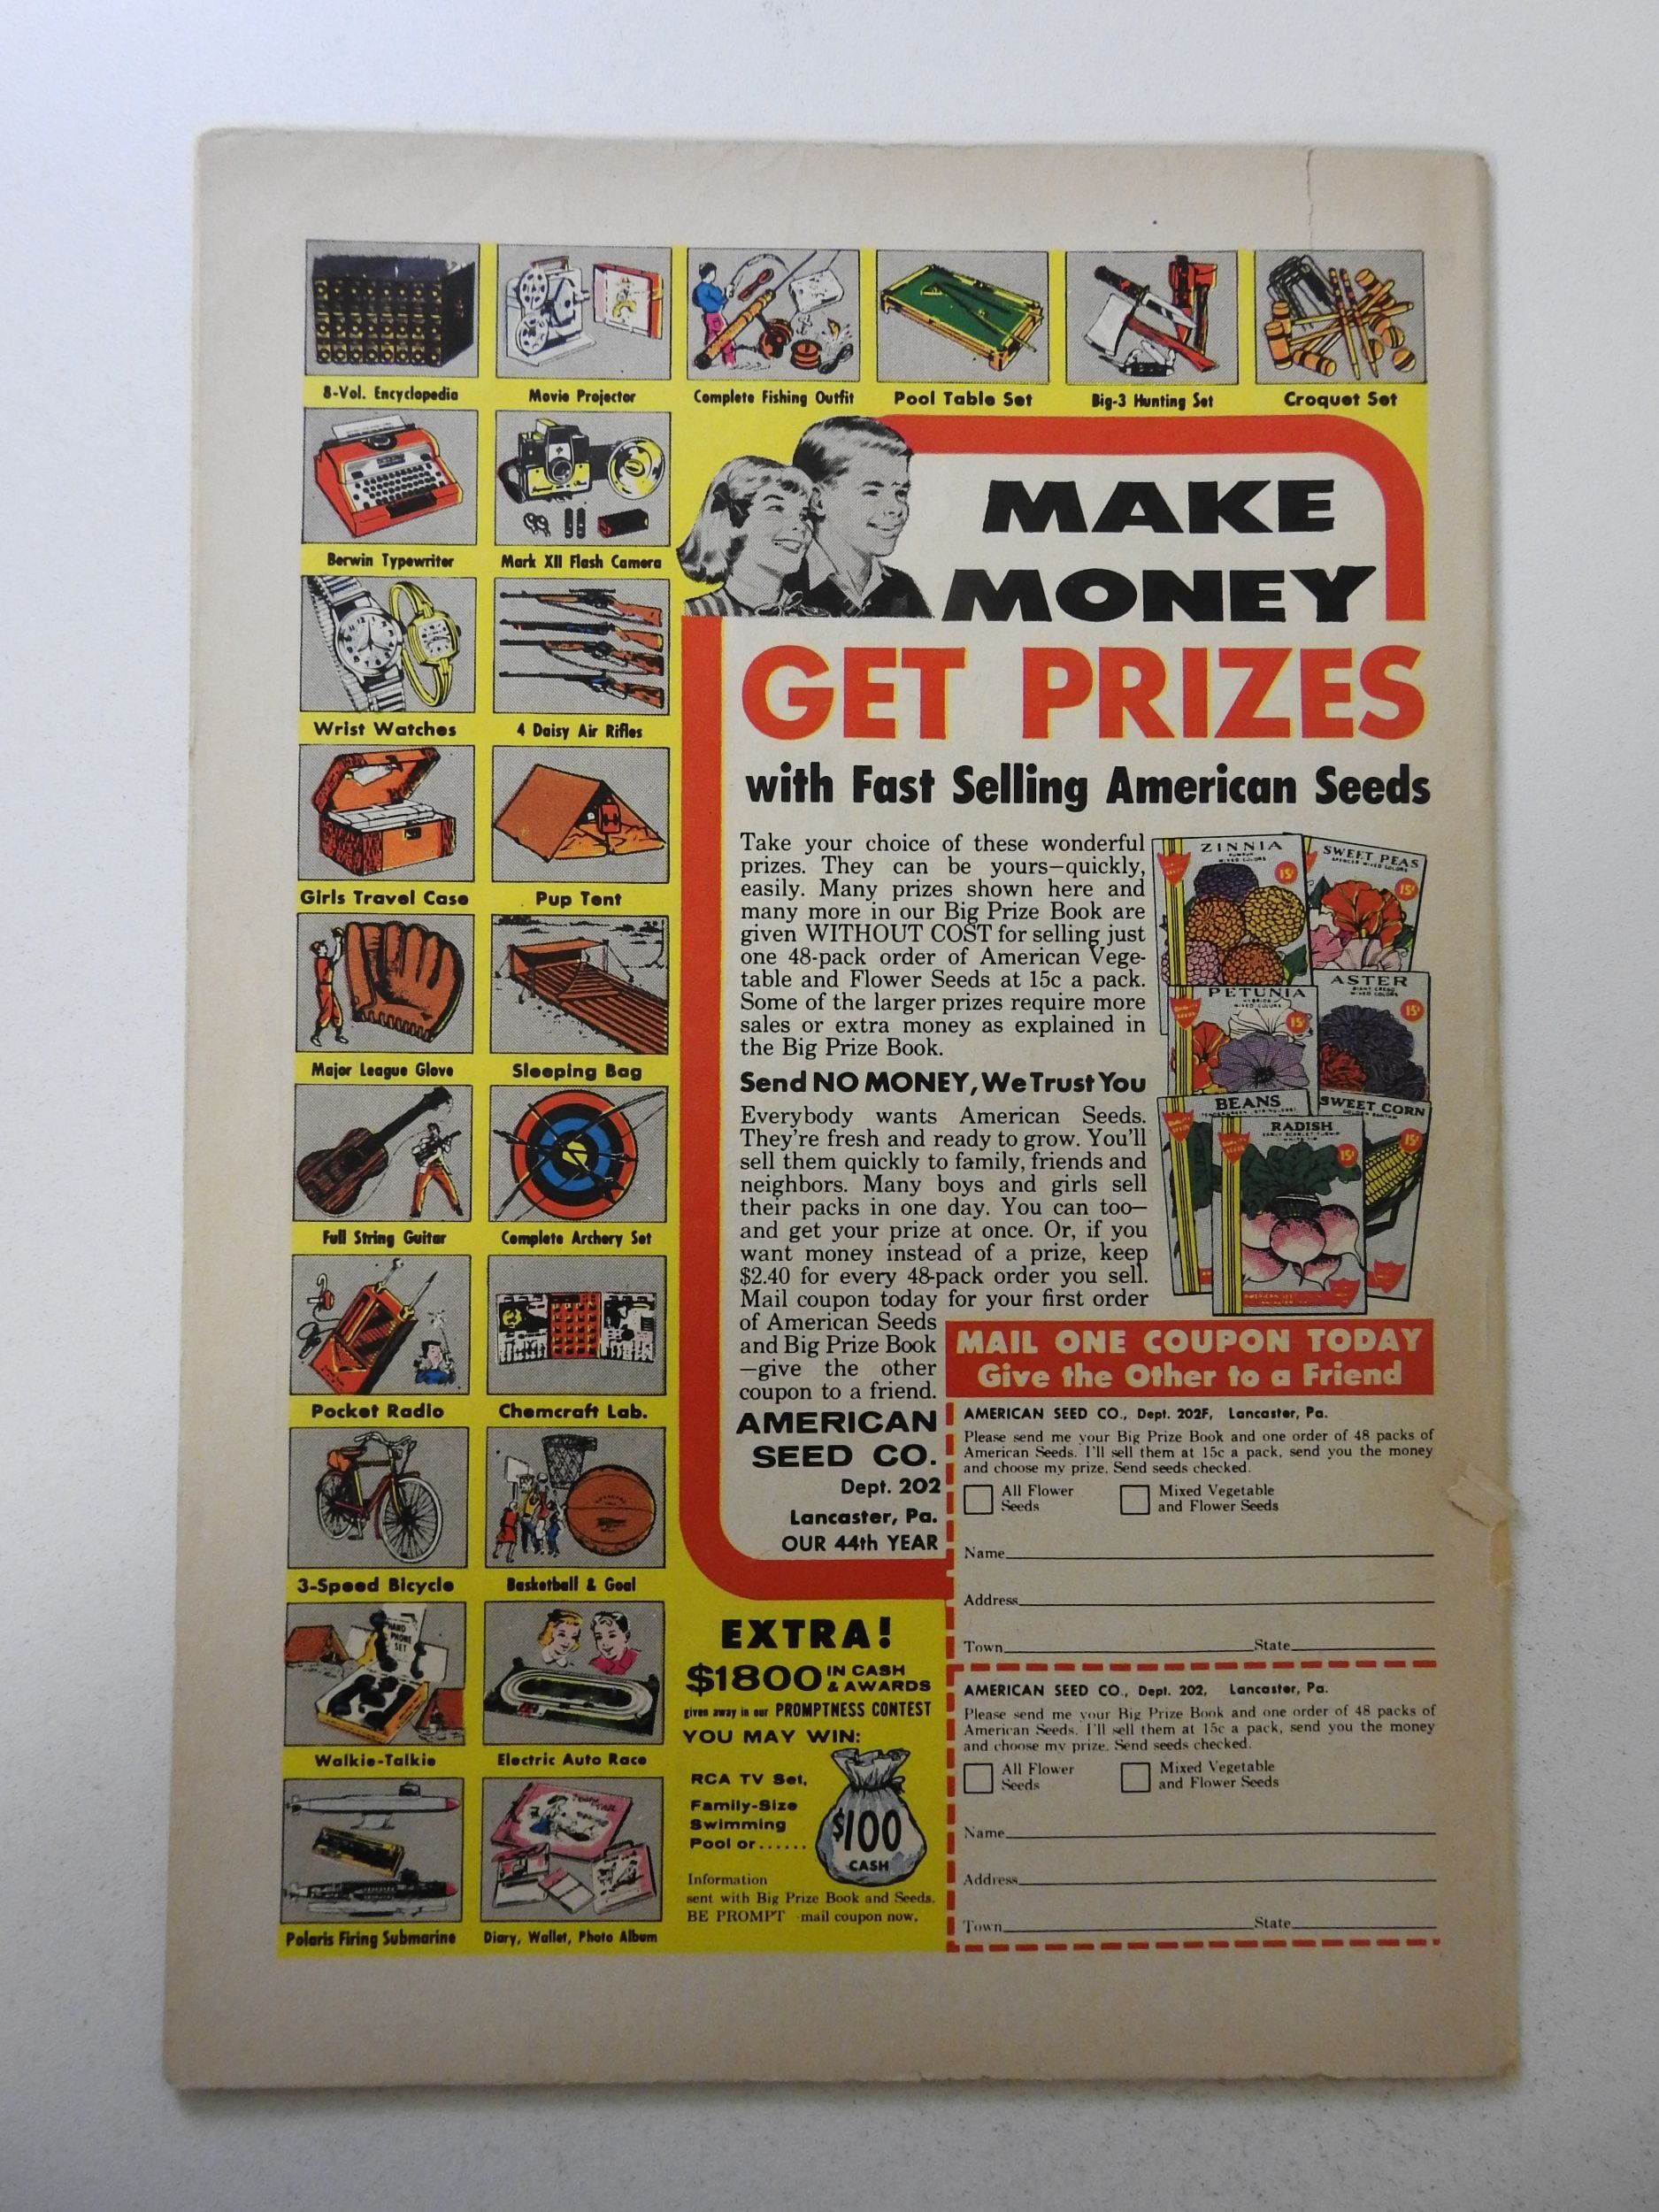 8-Vol. Encyclopedia
Movie Projector
Complete Fishing Outfit
Pool Table Set
Big-3 Hunting Set
Croquet Set
Berwin Typewriter
Mark XII Flash Camera
Wrist Watches
4 Daisy Air Rifles
Girls Travel Case
Pup Tent
Major League Glove
Sleeping Bag
Full String Guitar
Complete Archery Set
Pocket Radio
Chemcraft Lab.
3-Speed Bicycle
Basketball & Goal
HAND
PHONE
SET
Walkie-Talkie
Electric Auto Race
Polaris Firing Submarine
Diary, Wallet, Photo Album
MAKE
MONEY
GET PRIZES
with Fast Selling American Seeds
Take your choice of these wonderful
prizes. They can be yours—quickly,
easily. Many prizes shown here and
many more in our Big Prize Book are
given WITHOUT COST for selling just
one 48-pack order of American Vege-
table and Flower Seeds at 15c a pack.
Some of the larger prizes require more
sales or extra money as explained in
the Big Prize Book.
Send NO MONEY, We Trust You
Everybody wants American Seeds.
They're fresh and ready to grow. You'll
sell them quickly to family, friends and
neighbors. Many boys and girls sell
their packs in one day. You can too—
and get your prize at once. Or, if you
want money instead of a prize, keep
$2.40 for every 48-pack order you sell.
Mail coupon today for your first order
of American Seeds
and Big Prize Book
—give the other
coupon to a friend.
AMERICAN
SEED CO.
Dept. 202
Lancaster, Pa.
OUR 44th YEAR
ZINNIA
MIXED COLORS
15¢
SWEET PEAS
SPENCER MIXED COLORS
15¢
PETUNIA
MIXED COLORS
15¢
ASTER
MIXED COLORS
15¢
BEANS
SWEET CORN
15¢
RADISH
15¢
MAIL ONE COUPON TODAY
Give the Other to a Friend
AMERICAN SEED CO., Dept. 202F, Lancaster, Pa.
Please send me your Big Prize Book and one order of 48 packs of
American Seeds. I'll sell them at 15c a pack, send you the money
and choose my prize. Send seeds checked.
All Flower
Seeds
Mixed Vegetable
and Flower Seeds
Name
Address
Town State
AMERICAN SEED CO., Dept. 202, Lancaster, Pa.
Please send me your Big Prize Book and one order of 48 packs of
American Seeds. I'll sell them at 15c a pack, send you the money
and choose my prize. Send seeds checked.
All Flower
Seeds
Mixed Vegetable
and Flower Seeds
Name
Address
Town State
EXTRA!
$1800 IN CASH
& AWARDS
given away in our PROMPTNESS CONTEST
YOU MAY WIN:
RCA TV Set,
Family-Size
Swimming
Pool or......
$100
CASH
Information
sent with Big Prize Book and Seeds.
BE PROMPT mail coupon now.